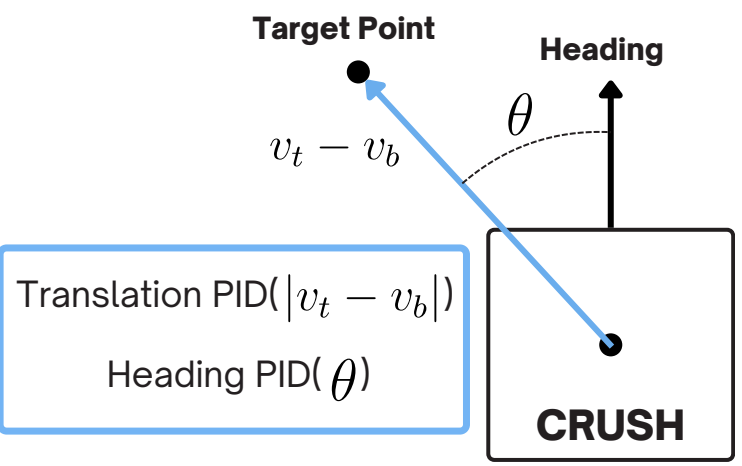 Target Point
Heading
θ
v_t − v_b
Translation PID(|v_t − v_b|)
Heading PID(θ)
CRUSH